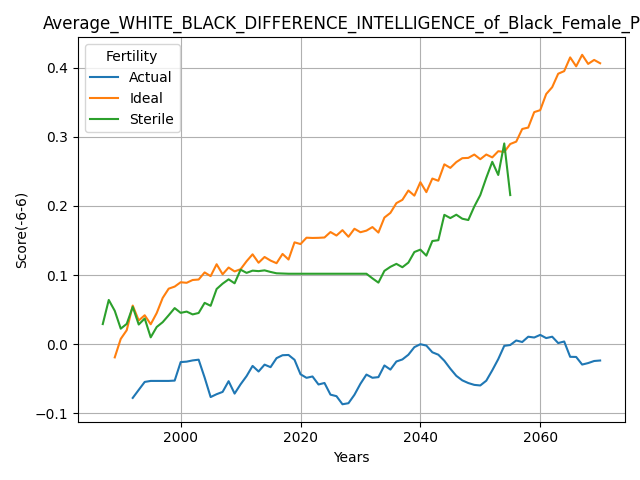 Average_WHITE_BLACK_DIFFERENCE_INTELLIGENCE_of_Black_Female_P
Fertility
Actual
Ideal
Sterile
0.4
0.3
0.2
0.1
0.0
−0.1
Score(-6-6)
2000
2020
2040
2060
Years